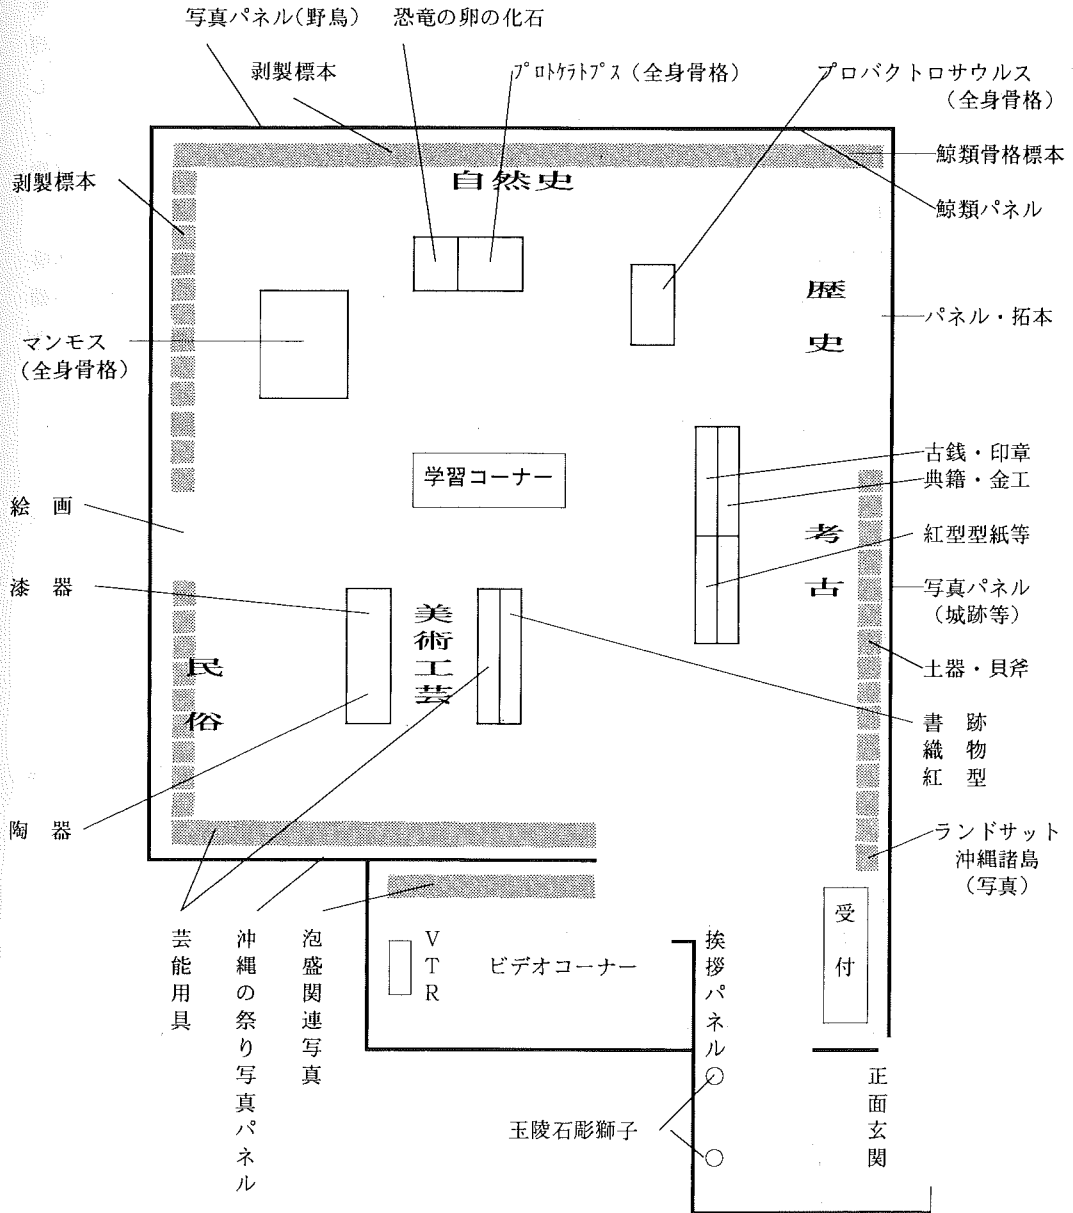 写真パネル(野鳥)
恐竜の卵の化石
剥製標本
プロトケラトプス(全身骨格)
プロバクトロサウルス
(全身骨格)
鯨類骨格標本
剥製標本
自然史
鯨類パネル
歴史
パネル・拓本
マンモス
(全身骨格)
古銭・印章
典籍・金工
学習コーナー
絵画
考古
紅型型紙等
漆器
写真パネル
(城跡等)
美術工芸
民俗
土器・貝斧
書跡
織物
紅型
陶器
ランドサット
沖縄諸島
(写真)
受付
芸能用具
沖縄の祭り写真パネル
泡盛関連写真
VTR
ビデオコーナー
挨拶パネル
正面玄関
玉陵石彫獅子